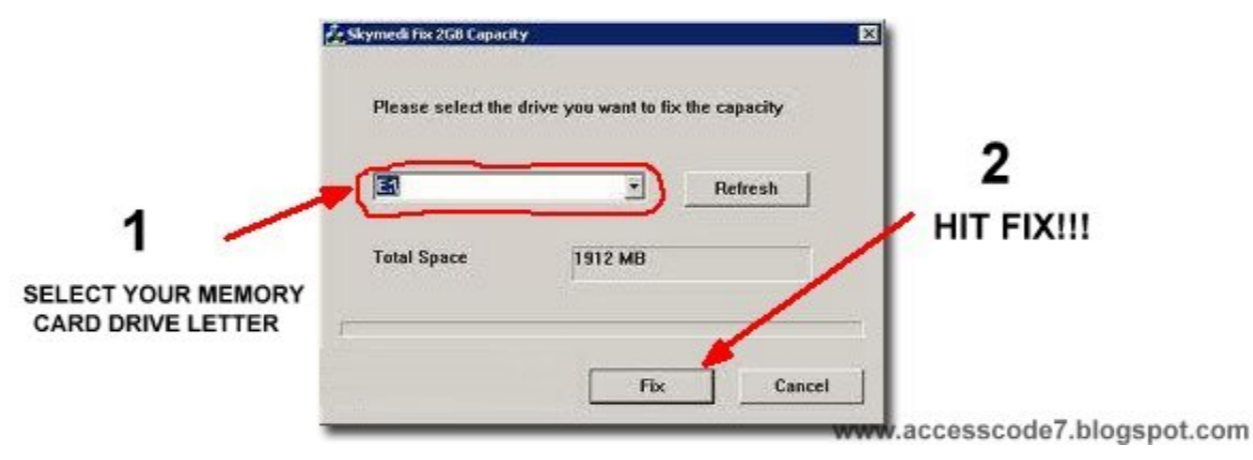 Skymedi Fix 2GB Capacity
Please select the drive you want to fix the capacity
E:\
Refresh
Total Space
1912 MB
Fix
Cancel
1
SELECT YOUR MEMORY
CARD DRIVE LETTER
2
HIT FIX!!!
www.accesscode7.blogspot.com